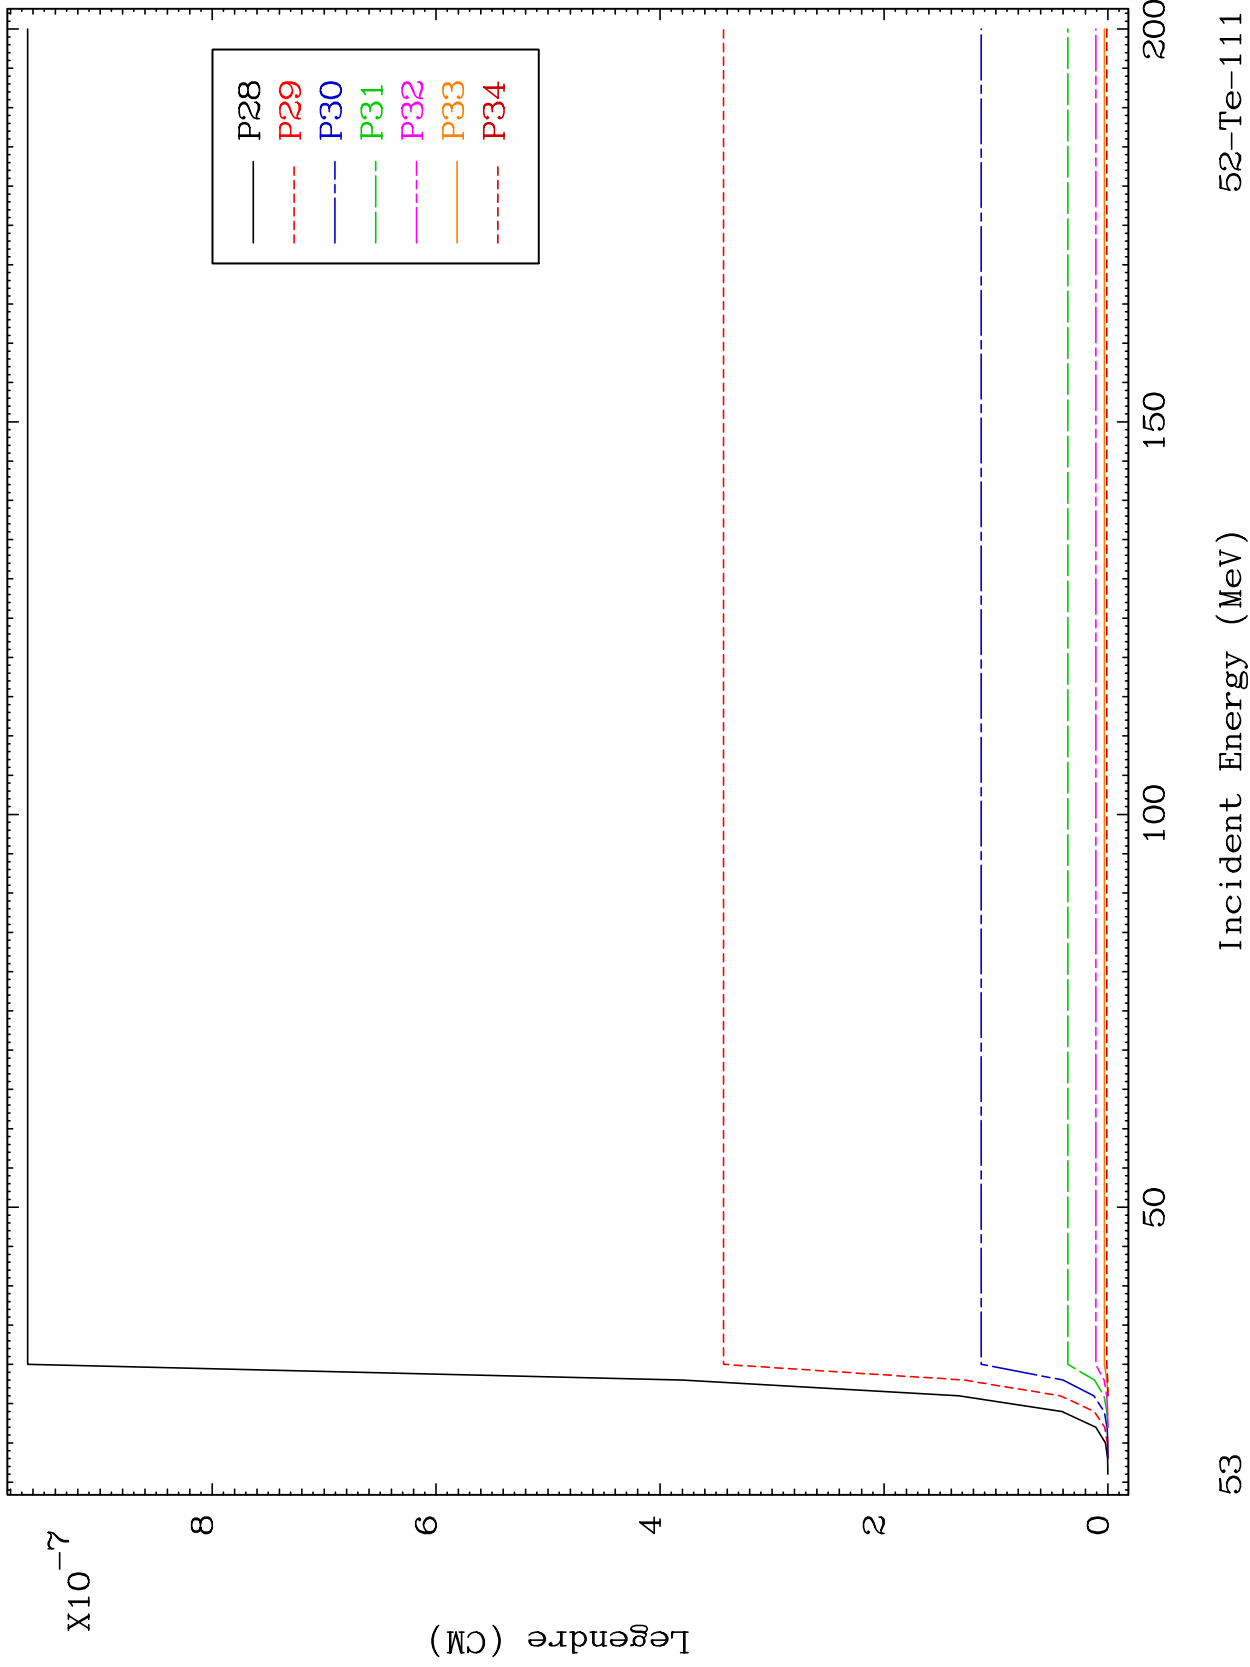 X10-7
Legendre (CM)
8
6
4
2
0
P28
P29
P30
P31
P32
P33
P34
50
100
150
200
Incident Energy (MeV)
53
52-Te-111